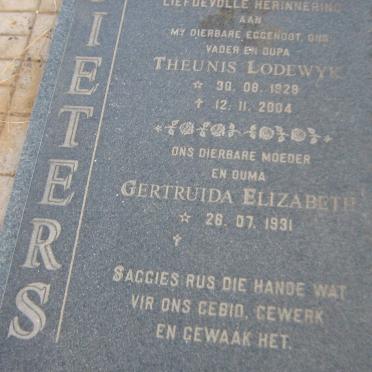 LIEFDEVOLLE HERINNERING
AAN
MY DIERBARE EGGENOOT, ONS
VADER EN OUPA
THEUNIS LODEWYK
☆ 30. 08. 1928
✝ 12. 11. 2004
ONS DIERBARE MOEDER
EN OUMA
GERTRUIDA ELIZABETH
☆ 26. 07. 1931
✝
SAGGIES RUS DIE HANDE WAT
VIR ONS GEBID, GEWERK
EN GEWAAK HET.
IETERS